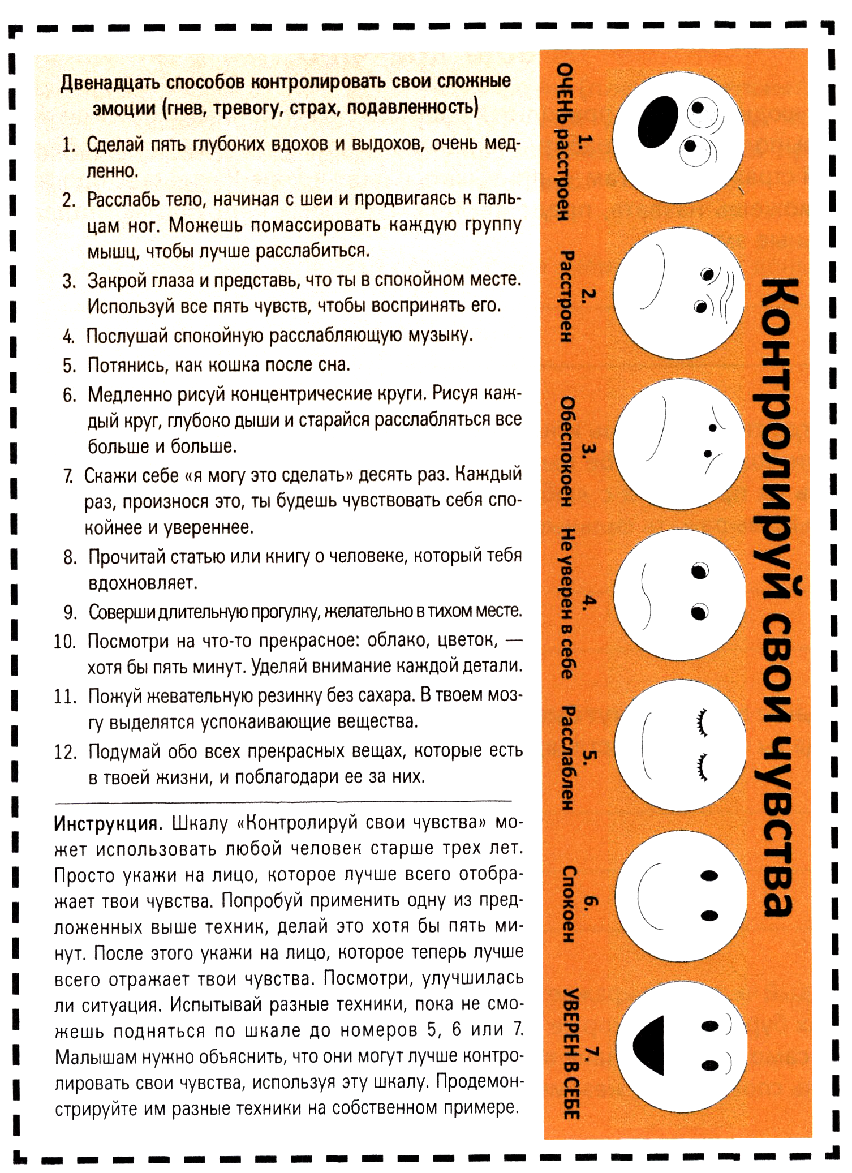 Двенадцать способов контролировать свои сложные
эмоции (гнев, тревогу, страх, подавленность)
1. Сделай пять глубоких вдохов и выдохов, очень мед-
ленно.
2. Расслабь тело, начиная с шеи и продвигаясь к паль-
цам ног. Можешь помассировать каждую группу
мышц, чтобы лучше расслабиться.
3. Закрой глаза и представь, что ты в спокойном месте.
Используй все пять чувств, чтобы воспринять его.
4. Послушай спокойную расслабляющую музыку.
5. Потянись, как кошка после сна.
6. Медленно рисуй концентрические круги. Рисуя каж-
дый круг, глубоко дыши и старайся расслабляться все
больше и больше.
7. Скажи себе «я могу это сделать» десять раз. Каждый
раз, произнося это, ты будешь чувствовать себя спо-
койнее и увереннее.
8. Прочитай статью или книгу о человеке, который тебя
вдохновляет.
9. Соверши длительную прогулку, желательно в тихом месте.
10. Посмотри на что-то прекрасное: облако, цветок, —
хотя бы пять минут. Уделяй внимание каждой детали.
11. Пожуй жевательную резинку без сахара. В твоем моз-
гу выделятся успокаивающие вещества.
12. Подумай обо всех прекрасных вещах, которые есть
в твоей жизни, и поблагодари ее за них.
Инструкция. Шкалу «Контролируй свои чувства» мо-
жет использовать любой человек старше трех лет.
Просто укажи на лицо, которое лучше всего отобра-
жает твои чувства. Попробуй применить одну из пред-
ложенных выше техник, делай это хотя бы пять ми-
нут. После этого укажи на лицо, которое теперь лучше
всего отражает твои чувства. Посмотри, улучшилась
ли ситуация. Испытывай разные техники, пока не смо-
жешь подняться по шкале до номеров 5, 6 или 7.
Малышам нужно объяснить, что они могут лучше контро-
лировать свои чувства, используя эту шкалу. Продемон-
стрируйте им разные техники на собственном примере.
Контролируй свои чувства
1.
ОЧЕНЬ расстроен
2.
Расстроен
3.
Обеспокоен
4.
Не уверен в себе
5.
Расслаблен
6.
Спокоен
7.
УВЕРЕН В СЕБЕ